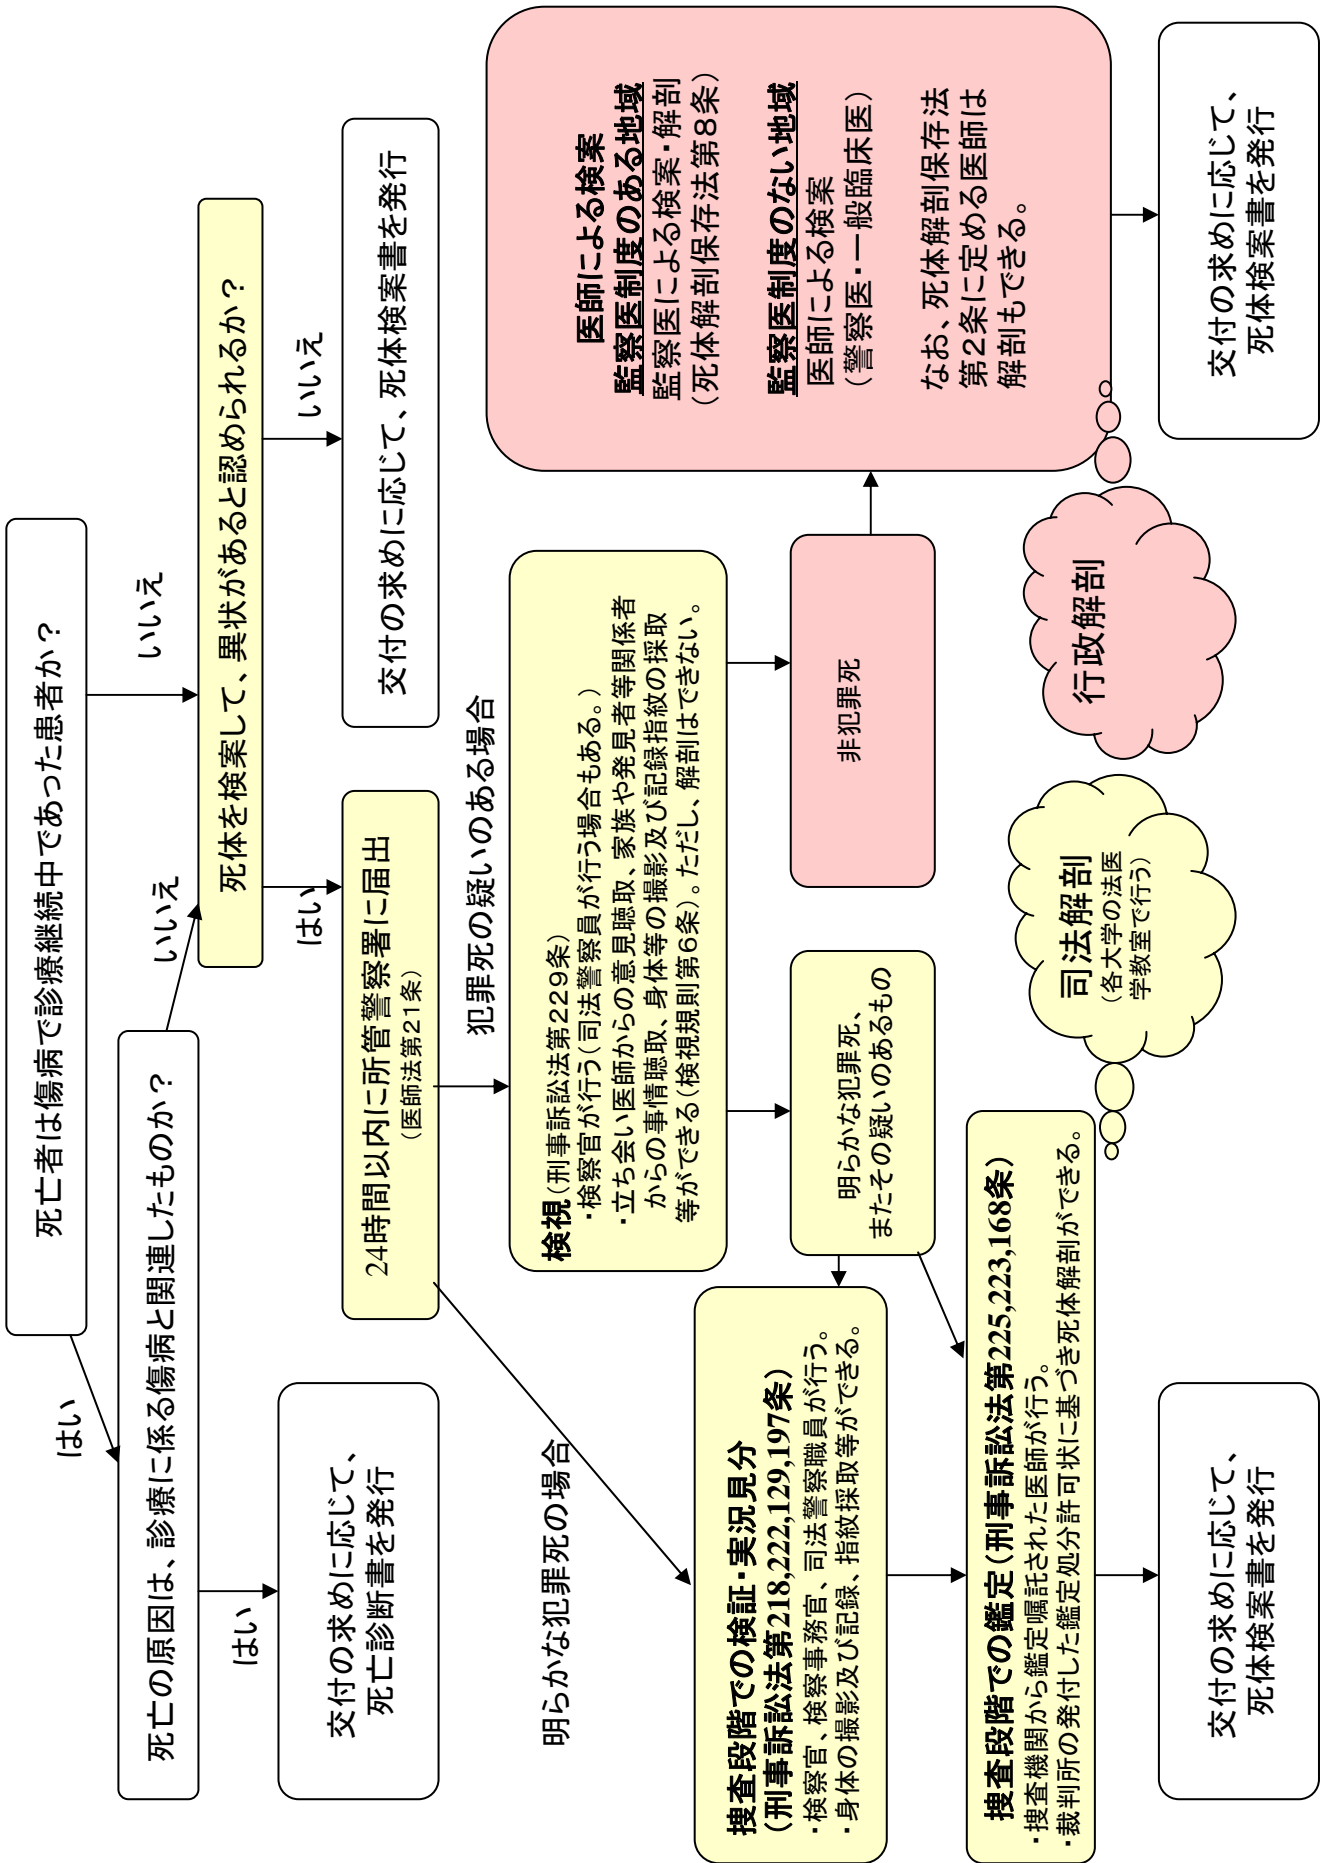 死亡者は傷病で診療継続中であった患者か？
はい
いいえ
死亡の原因は、診療に係る傷病と関連したものか？
いいえ
死体を検案して、異状があると認められるか？
はい
はい
いいえ
交付の求めに応じて、
死亡診断書を発行
24時間以内に所管警察署に届出
（医師法第21条）
交付の求めに応じて、死体検案書を発行
明らかな犯罪死の場合
犯罪死の疑いのある場合
検視（刑事訴訟法第229条）
・検察官が行う（司法警察員が行う場合もある。）
・立ち会い医師からの意見聴取、家族や発見者等関係者
からの事情聴取、身体等の撮影及び記録指紋の採取
等ができる（検視規則第6条）。ただし、解剖はできない。
医師による検案
監察医制度のある地域
監察医による検案・解剖
（死体解剖保存法第8条）
監察医制度のない地域
医師による検案
（警察医・一般臨床医）
なお、死体解剖保存法
第2条に定める医師は
解剖もできる。
捜査段階での検証・実況見分
（刑事訴訟法第218,222,129,197条）
・検察官、検察事務官、司法警察職員が行う。
・身体の撮影及び記録、指紋採取等ができる。
明らかな犯罪死、
またその疑いのあるもの
非犯罪死
捜査段階での鑑定（刑事訴訟法第225,223,168条）
・捜査機関から鑑定嘱託された医師が行う。
・裁判所の発付した鑑定処分許可状に基づき死体解剖ができる。
司法解剖
（各大学の法医
学教室で行う）
行政解剖
交付の求めに応じて、
死体検案書を発行
交付の求めに応じて、
死体検案書を発行